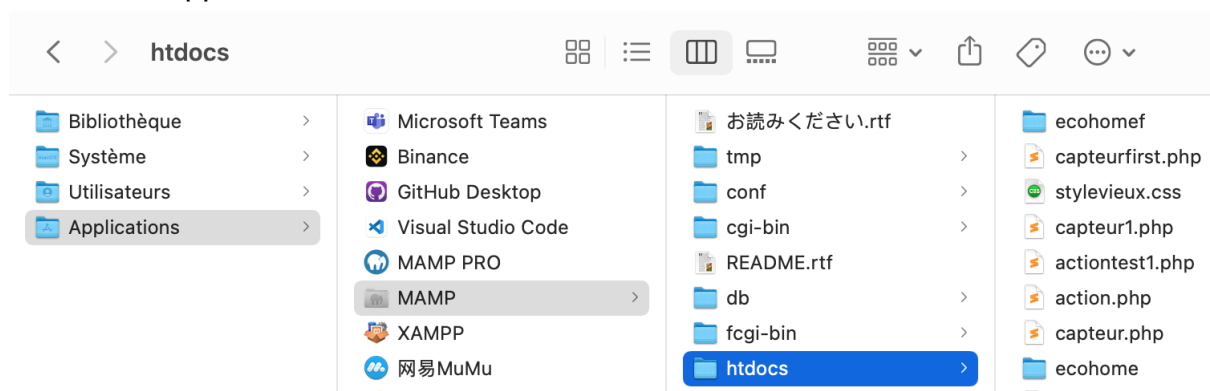 htdocs
Bibliothèque
Système
Utilisateurs
Applications
Microsoft Teams
Binance
GitHub Desktop
Visual Studio Code
MAMP PRO
MAMP
XAMPP
网易MuMu
お読みください.rtf
tmp
conf
cgi-bin
README.rtf
db
fcgi-bin
htdocs
ecohomef
capteurfirst.php
stylevieux.css
capteur1.php
actiontest1.php
action.php
capteur.php
ecohome